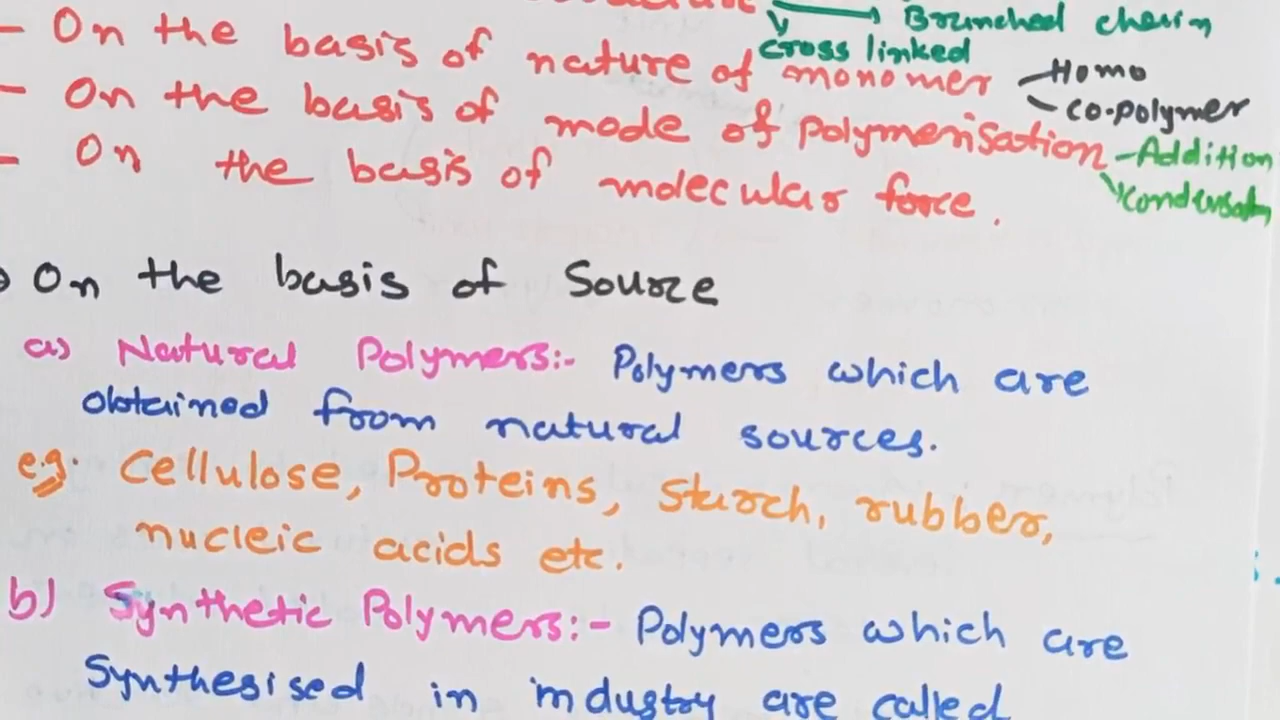 Branched chain
cross linked
- On the basis of nature of monomer - Homo
- Co-polymer
- On the basis of mode of polymerisation - Addition
Condensatn
- On the basis of molecular force.
On the basis of Source
a) Natural Polymers:- Polymers which are
obtained from natural sources.
e.g. Cellulose, Proteins, starch, rubber,
nucleic acids etc.
b) Synthetic Polymers:- Polymers which are
Synthesised in industry are called